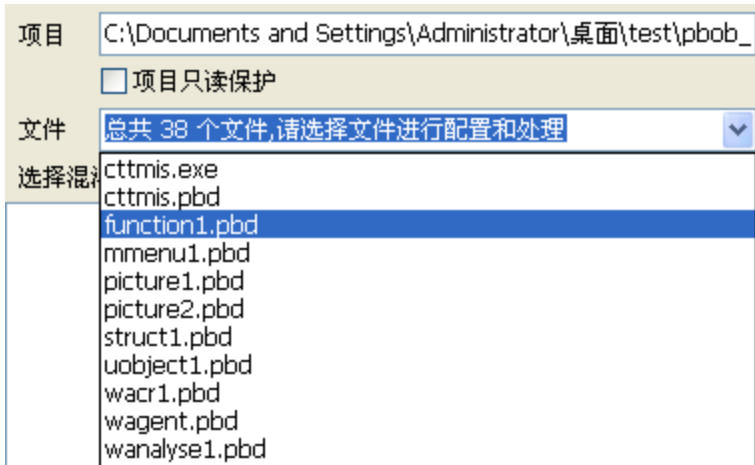 项目 C:\Documents and Settings\Administrator\桌面\test\pbob_
项目只读保护
文件 总共 38 个文件,请选择文件进行配置和处理
选择混
cttmis.exe
cttmis.pbd
function1.pbd
mmenu1.pbd
picture1.pbd
picture2.pbd
struct1.pbd
uobject1.pbd
wacr1.pbd
wagent.pbd
wanalyse1.pbd